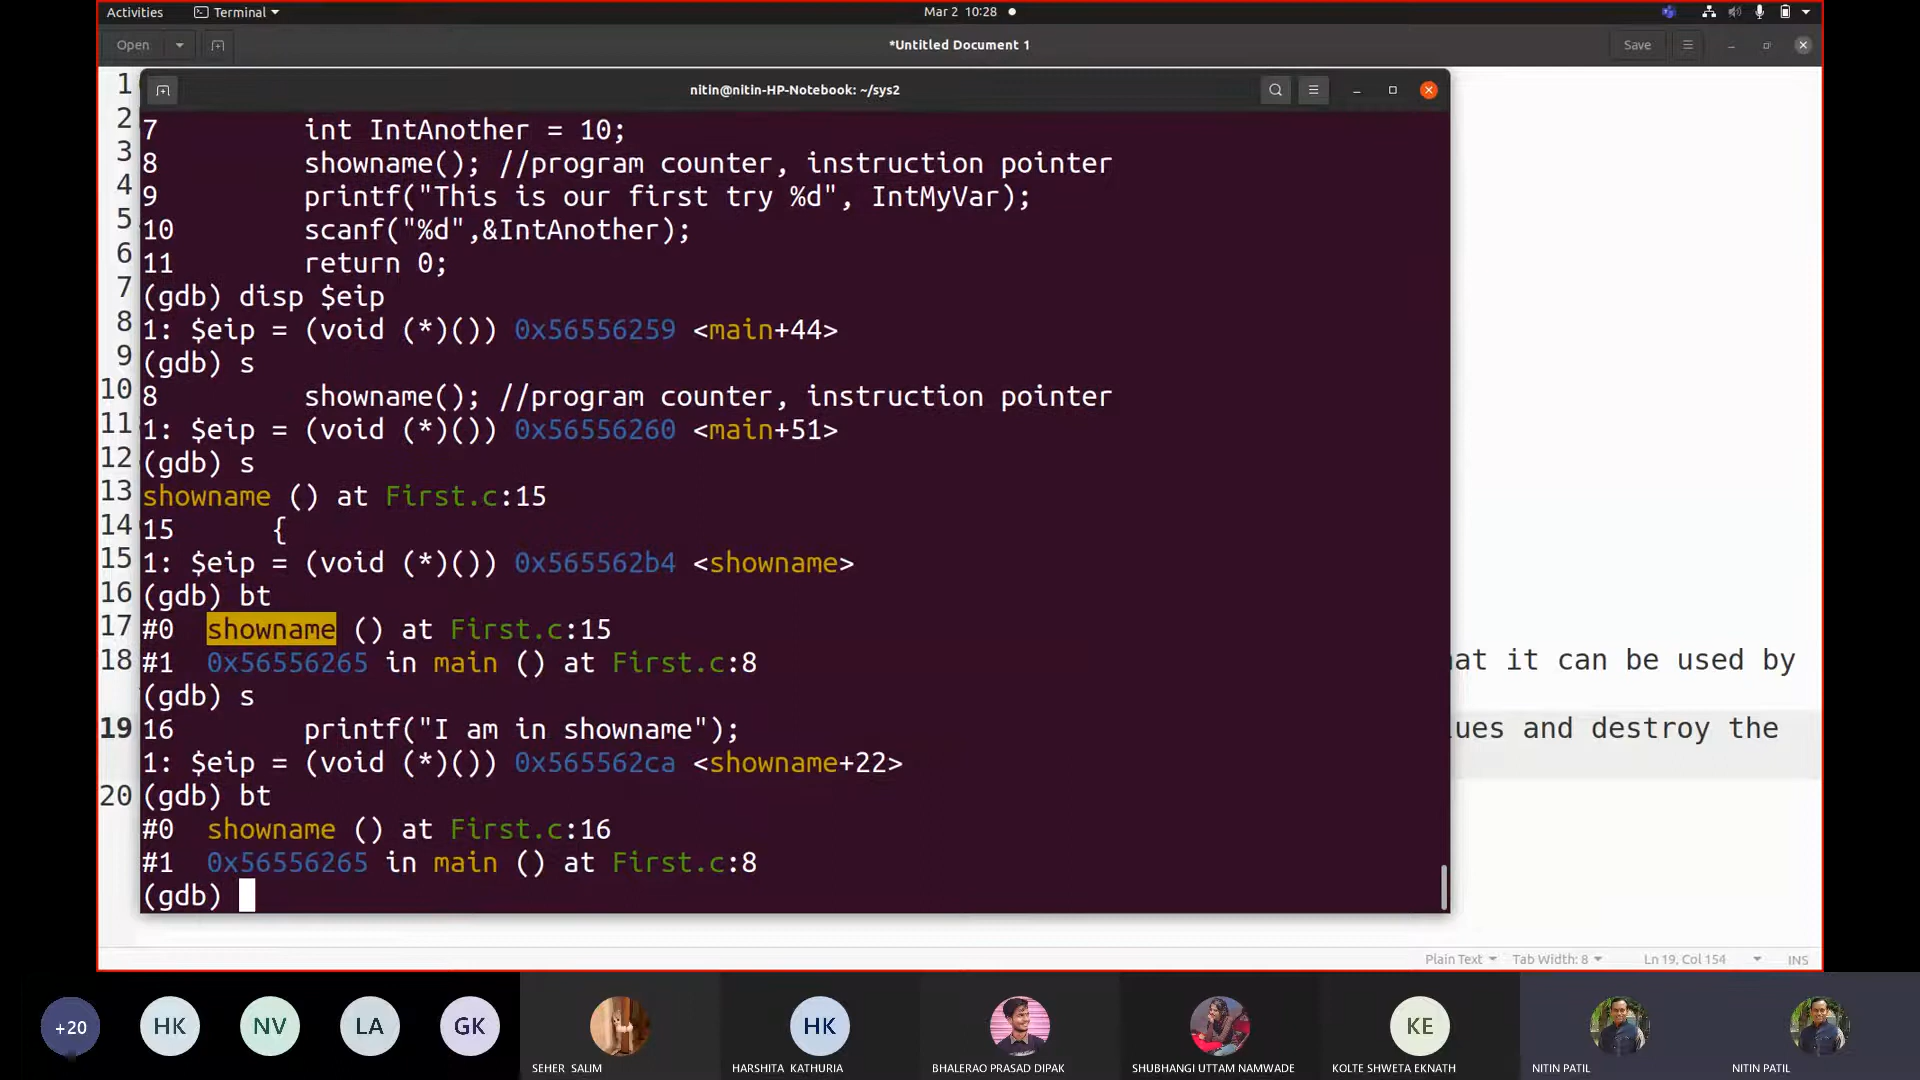 Activities Terminal Mar 2 10:28
Open *Untitled Document 1 Save
nitin@nitin-HP-Notebook: ~/sys2
1
2
3
4
5
6
7
8
9
10
11
12
13
14
15
16
17
18
19
20
7 int IntAnother = 10;
8 showname(); //program counter, instruction pointer
9 printf("This is our first try %d", IntMyVar);
10 scanf("%d",&IntAnother);
11 return 0;
(gdb) disp $eip
1: $eip = (void (*)()) 0x56556259 <main+44>
(gdb) s
8 showname(); //program counter, instruction pointer
1: $eip = (void (*)()) 0x56556260 <main+51>
(gdb) s
showname () at First.c:15
15 {
1: $eip = (void (*)()) 0x565562b4 <showname>
(gdb) bt
#0 showname () at First.c:15
#1 0x56556265 in main () at First.c:8
(gdb) s
16 printf("I am in showname");
1: $eip = (void (*)()) 0x565562ca <showname+22>
(gdb) bt
#0 showname () at First.c:16
#1 0x56556265 in main () at First.c:8
(gdb)
at it can be used by
ues and destroy the
Plain Text Tab Width: 8 Ln 19, Col 154 INS
+20 HK NV LA GK HK KE
SEHER SALIM HARSHITA KATHURIA BHALERAO PRASAD DIPAK SHUBHANGI UTTAM NAMWADE KOLTE SHWETA EKNATH NITIN PATIL NITIN PATIL